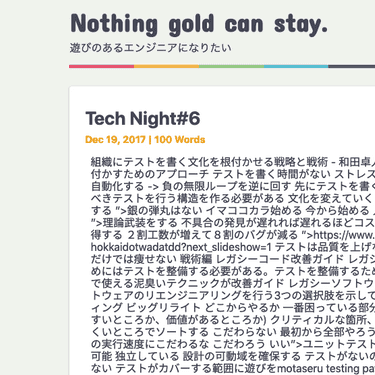 Nothing gold can stay.
遊びのあるエンジニアになりたい
Tech Night#6
Dec 19, 2017 | 100 Words
組織にテストを書く文化を根付かせる戦略と戦術 - 和田卓人
付かすためのアプローチ テストを書く時間がない ストレス
自動化する -> 負の無限ループを逆に回す 先にテストを書く
べきテストを行う構造を作る必要がある 文化を変えていく
する ”>銀の弾丸はない イマココカラ始める 今から始める
”>理論武装をする 不具合の発見が遅れれば遅れるほどコス
得する 2割工数が増えて8割のバグが減る ”>https://www.
hokkaidotwadatdd?next_slideshow=1 テストは品質を上げな
だけでは痩せない 戦術編 レガシーコード改善ガイド レガシ
めにはテストを整備する必要がある。テストを整備するため
で使える泥臭いテクニックが改善ガイド レガシーソフトウ
トウェアのリエンジニアリングを行う3つの選択肢を示して
ィング ビッグリライト どこからやるか 一番困っている部分
すいところか、価値があるところか) クリティカルな箇所、
くいところでソートする こだわらない 最初から全部やろう
の実行速度にこだわるな こだわろう いい”>ユニットテスト
可能 独立している 設計の可動域を確保する テストがないの
ない テストがカバーする範囲に遊びをmotaseru testing pa